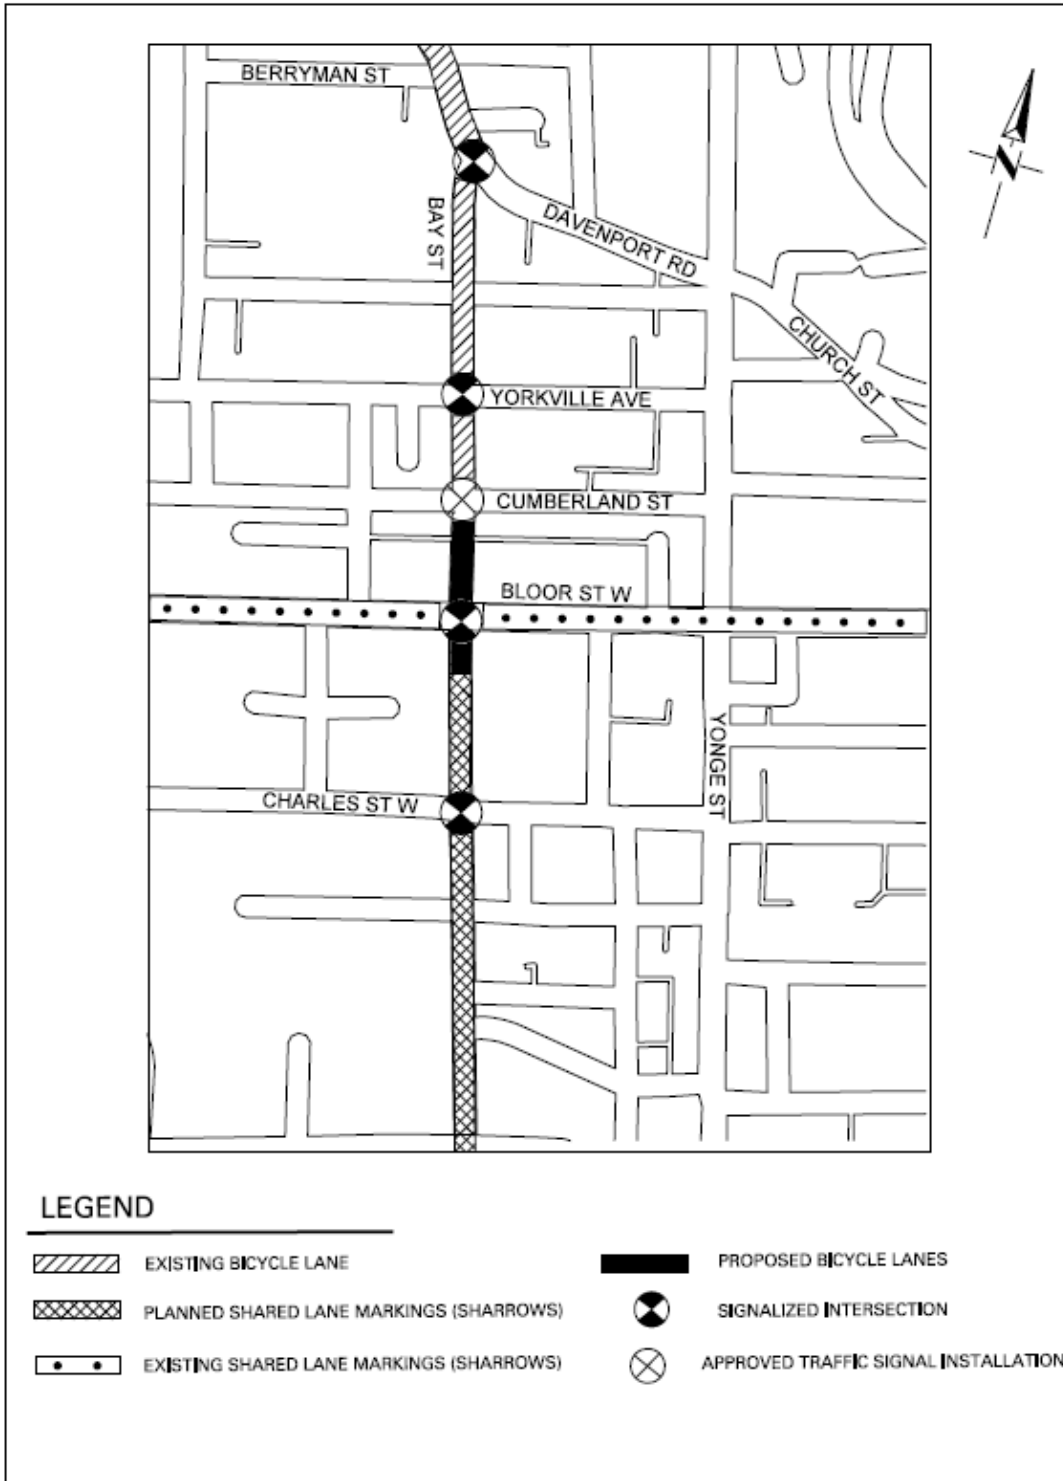 BERRYMAN ST
BAY ST
DAVENPORT RD
N
CHURCH ST
YORKVILLE AVE
CUMBERLAND ST
BLOOR ST W
YONGE ST
CHARLES ST W
LEGEND
EXISTING BICYCLE LANE
PLANNED SHARED LANE MARKINGS (SHARROWS)
EXISTING SHARED LANE MARKINGS (SHARROWS)
PROPOSED BICYCLE LANES
SIGNALIZED INTERSECTION
APPROVED TRAFFIC SIGNAL INSTALLATION